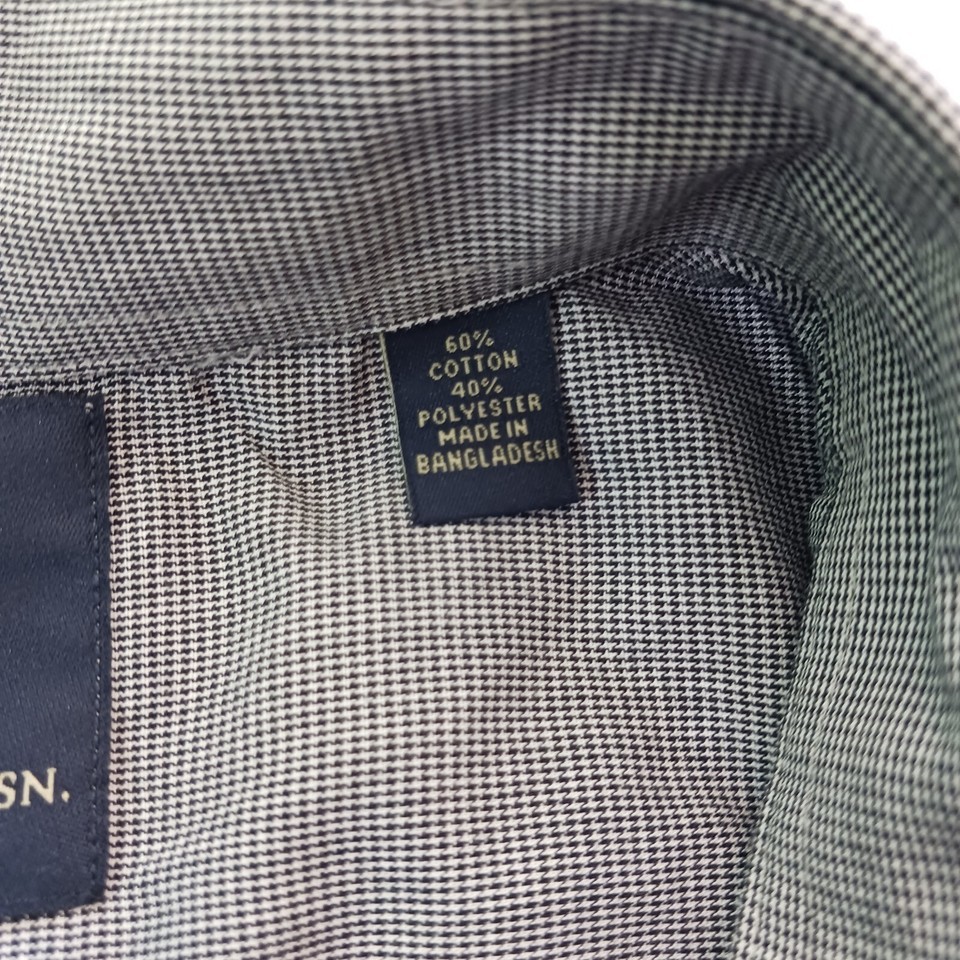 60%
COTTON
40%
POLYESTER
MADE IN
BANGLADESH
SN.